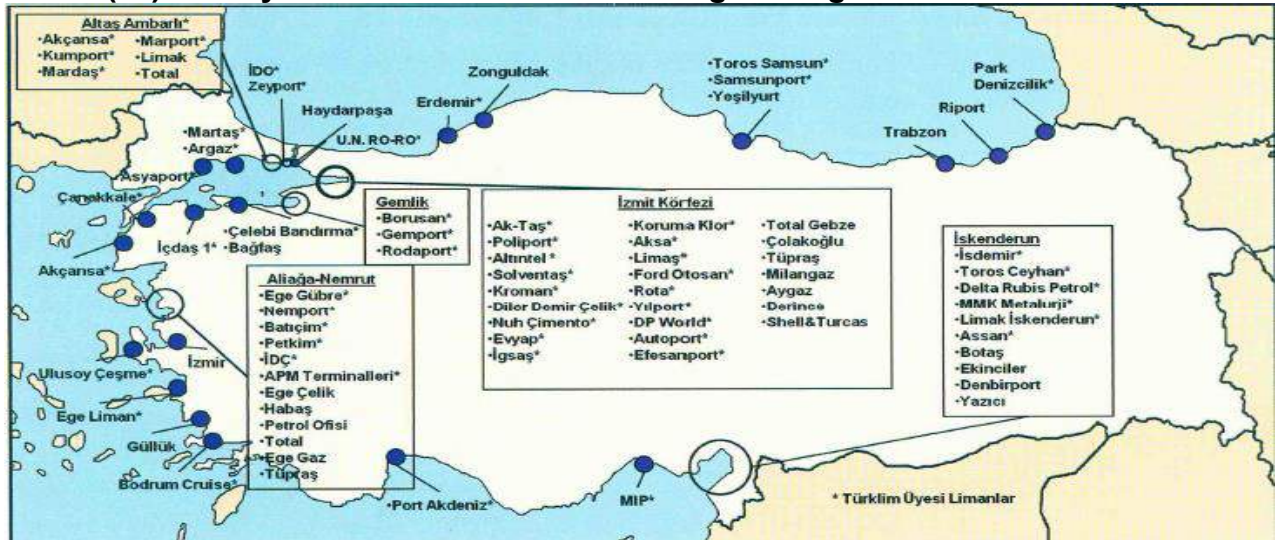 Altaş Ambarlı*
•Akçansa* •Marport*
•Kumport* •Limak
•Mardaş* •Total
İDO*
Zeyport*
Haydarpaşa
U.N. RO-RO*
Erdemir*
Zonguldak
•Toros Samsun*
•Samsunport*
•Yeşilyurt
Park
Denizcilik*
Riport
Trabzon
•Martaş*
•Argaz*
Asyaport*
Çanakkale*
İçdaş 1*
•Çelebi Bandırma*
•Bağfaş
Akçansa*
Gemlik
•Borusan*
•Gemport*
•Rodaport*
İzmit Körfezi
•Ak-Taş* •Koruma Klor* •Total Gebze
•Poliport* •Aksa* •Çolakoğlu
•Altıntel* •Limaş* •Tüpraş
•Solventaş* •Ford Otosan* •Milangaz
•Kroman* •Rota* •Aygaz
•Diler Demir Çelik* •Yılport* •Derince
•Nuh Çimento* •DP World* •Shell&Turcas
•Evyap* •Autoport*
•İgsaş* •Efesanport*
İskenderun
•İsdemir*
•Toros Ceyhan*
•Delta Rubis Petrol*
•MMK Metalurji*
•Limak İskenderun*
•Assan*
•Botaş
•Ekinciler
•Denbirport
•Yazıcı
Aliağa-Nemrut
•Ege Gübre*
•Nemport*
•Batıçim*
•Petkim*
•İDÇ*
•APM Terminalleri*
•Ege Çelik
•Habaş
•Petrol Ofisi
•Total
•Ege Gaz
•Tüpraş
İzmir
Ulusoy Çeşme*
Ege Liman*
Güllük
Bodrum Cruise*
•Port Akdeniz*
MIP*
* Türklim Üyesi Limanlar